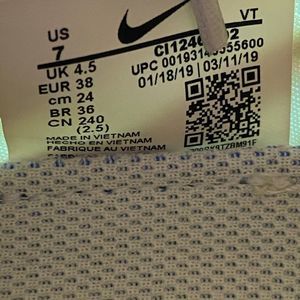 US
7
UK 4.5
EUR 38
cm 24
BR 36
CN 240
(2.5)
VT
UPC
01/18/19 03/11/19
MADE IN VIETNAM
HECHO EN VIETNAM
FABRIQUE AU VIETNAM